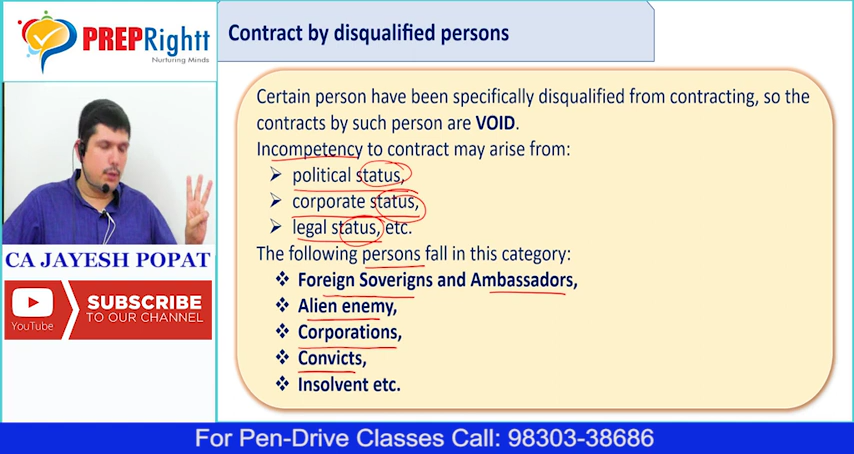 PREPRightt
Nurturing Minds
Contract by disqualified persons
Certain person have been specifically disqualified from contracting, so the
contracts by such person are VOID.
Incompetency to contract may arise from:
political status,
corporate status,
legal status, etc.
The following persons fall in this category:
Foreign Soverigns and Ambassadors,
Alien enemy,
Corporations,
Convicts,
Insolvent etc.
CA JAYESH POPAT
YouTube
SUBSCRIBE
TO OUR CHANNEL
For Pen-Drive Classes Call: 98303-38686